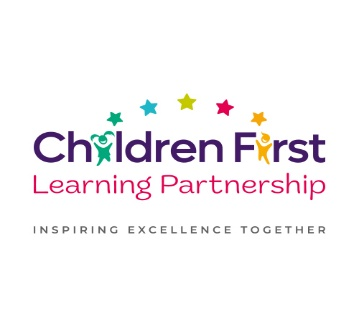 Children First
Learning Partnership
INSPIRING EXCELLENCE TOGETHER